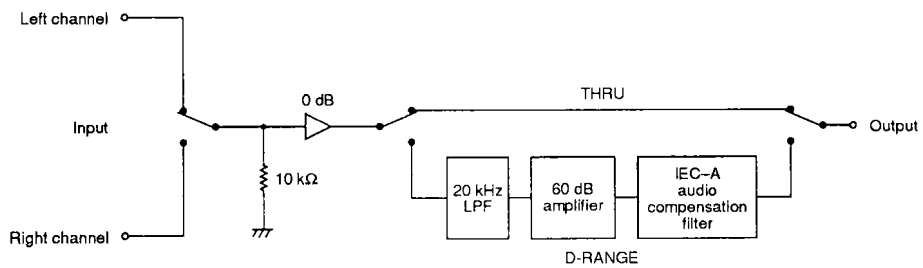 Left channel
0 dB
THRU
Input
Output
10 kΩ
20 kHz
LPF
60 dB
amplifier
IEC–A
audio
compensation
filter
Right channel
D-RANGE